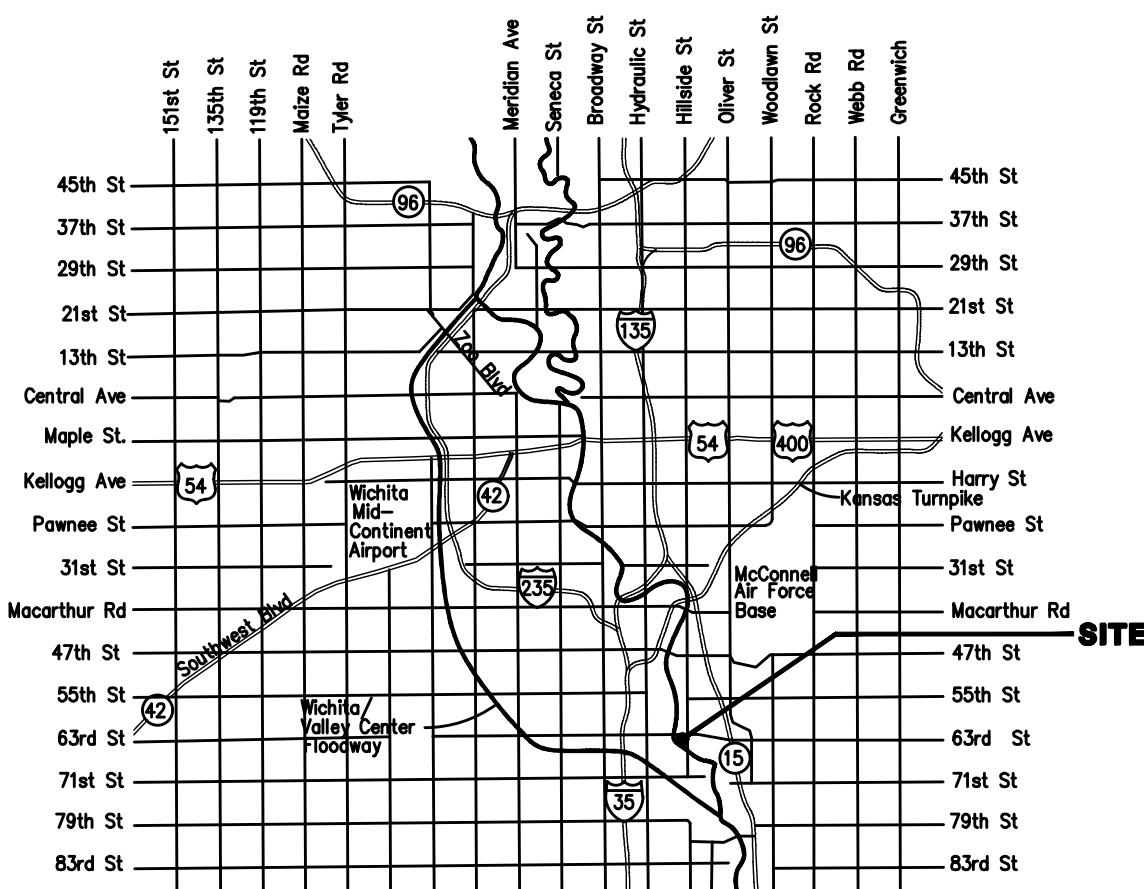 151st St
135th St
119th St
Maize Rd
Tyler Rd
Meridian Ave
Seneca St
Broadway St
Hydraulic St
Hillside St
Oliver St
Woodlawn St
Rock Rd
Webb Rd
Greenwich
45th St
45th St
96
37th St
37th St
96
29th St
29th St
21st St
21st St
135
13th St
13th St
Zoo Blvd
Central Ave
Central Ave
Maple St.
54
400
Kellogg Ave
Kellogg Ave
54
Harry St
42
Wichita
Mid-
Continent
Airport
Kansas Turnpike
Pawnee St
Pawnee St
31st St
31st St
235
McConnell
Air Force
Base
Macarthur Rd
Macarthur Rd
SITE
Southwest Blvd
47th St
47th St
55th St
55th St
42
Wichita/
Valley Center
Floodway
63rd St
63rd St
15
71st St
71st St
35
79th St
79th St
83rd St
83rd St